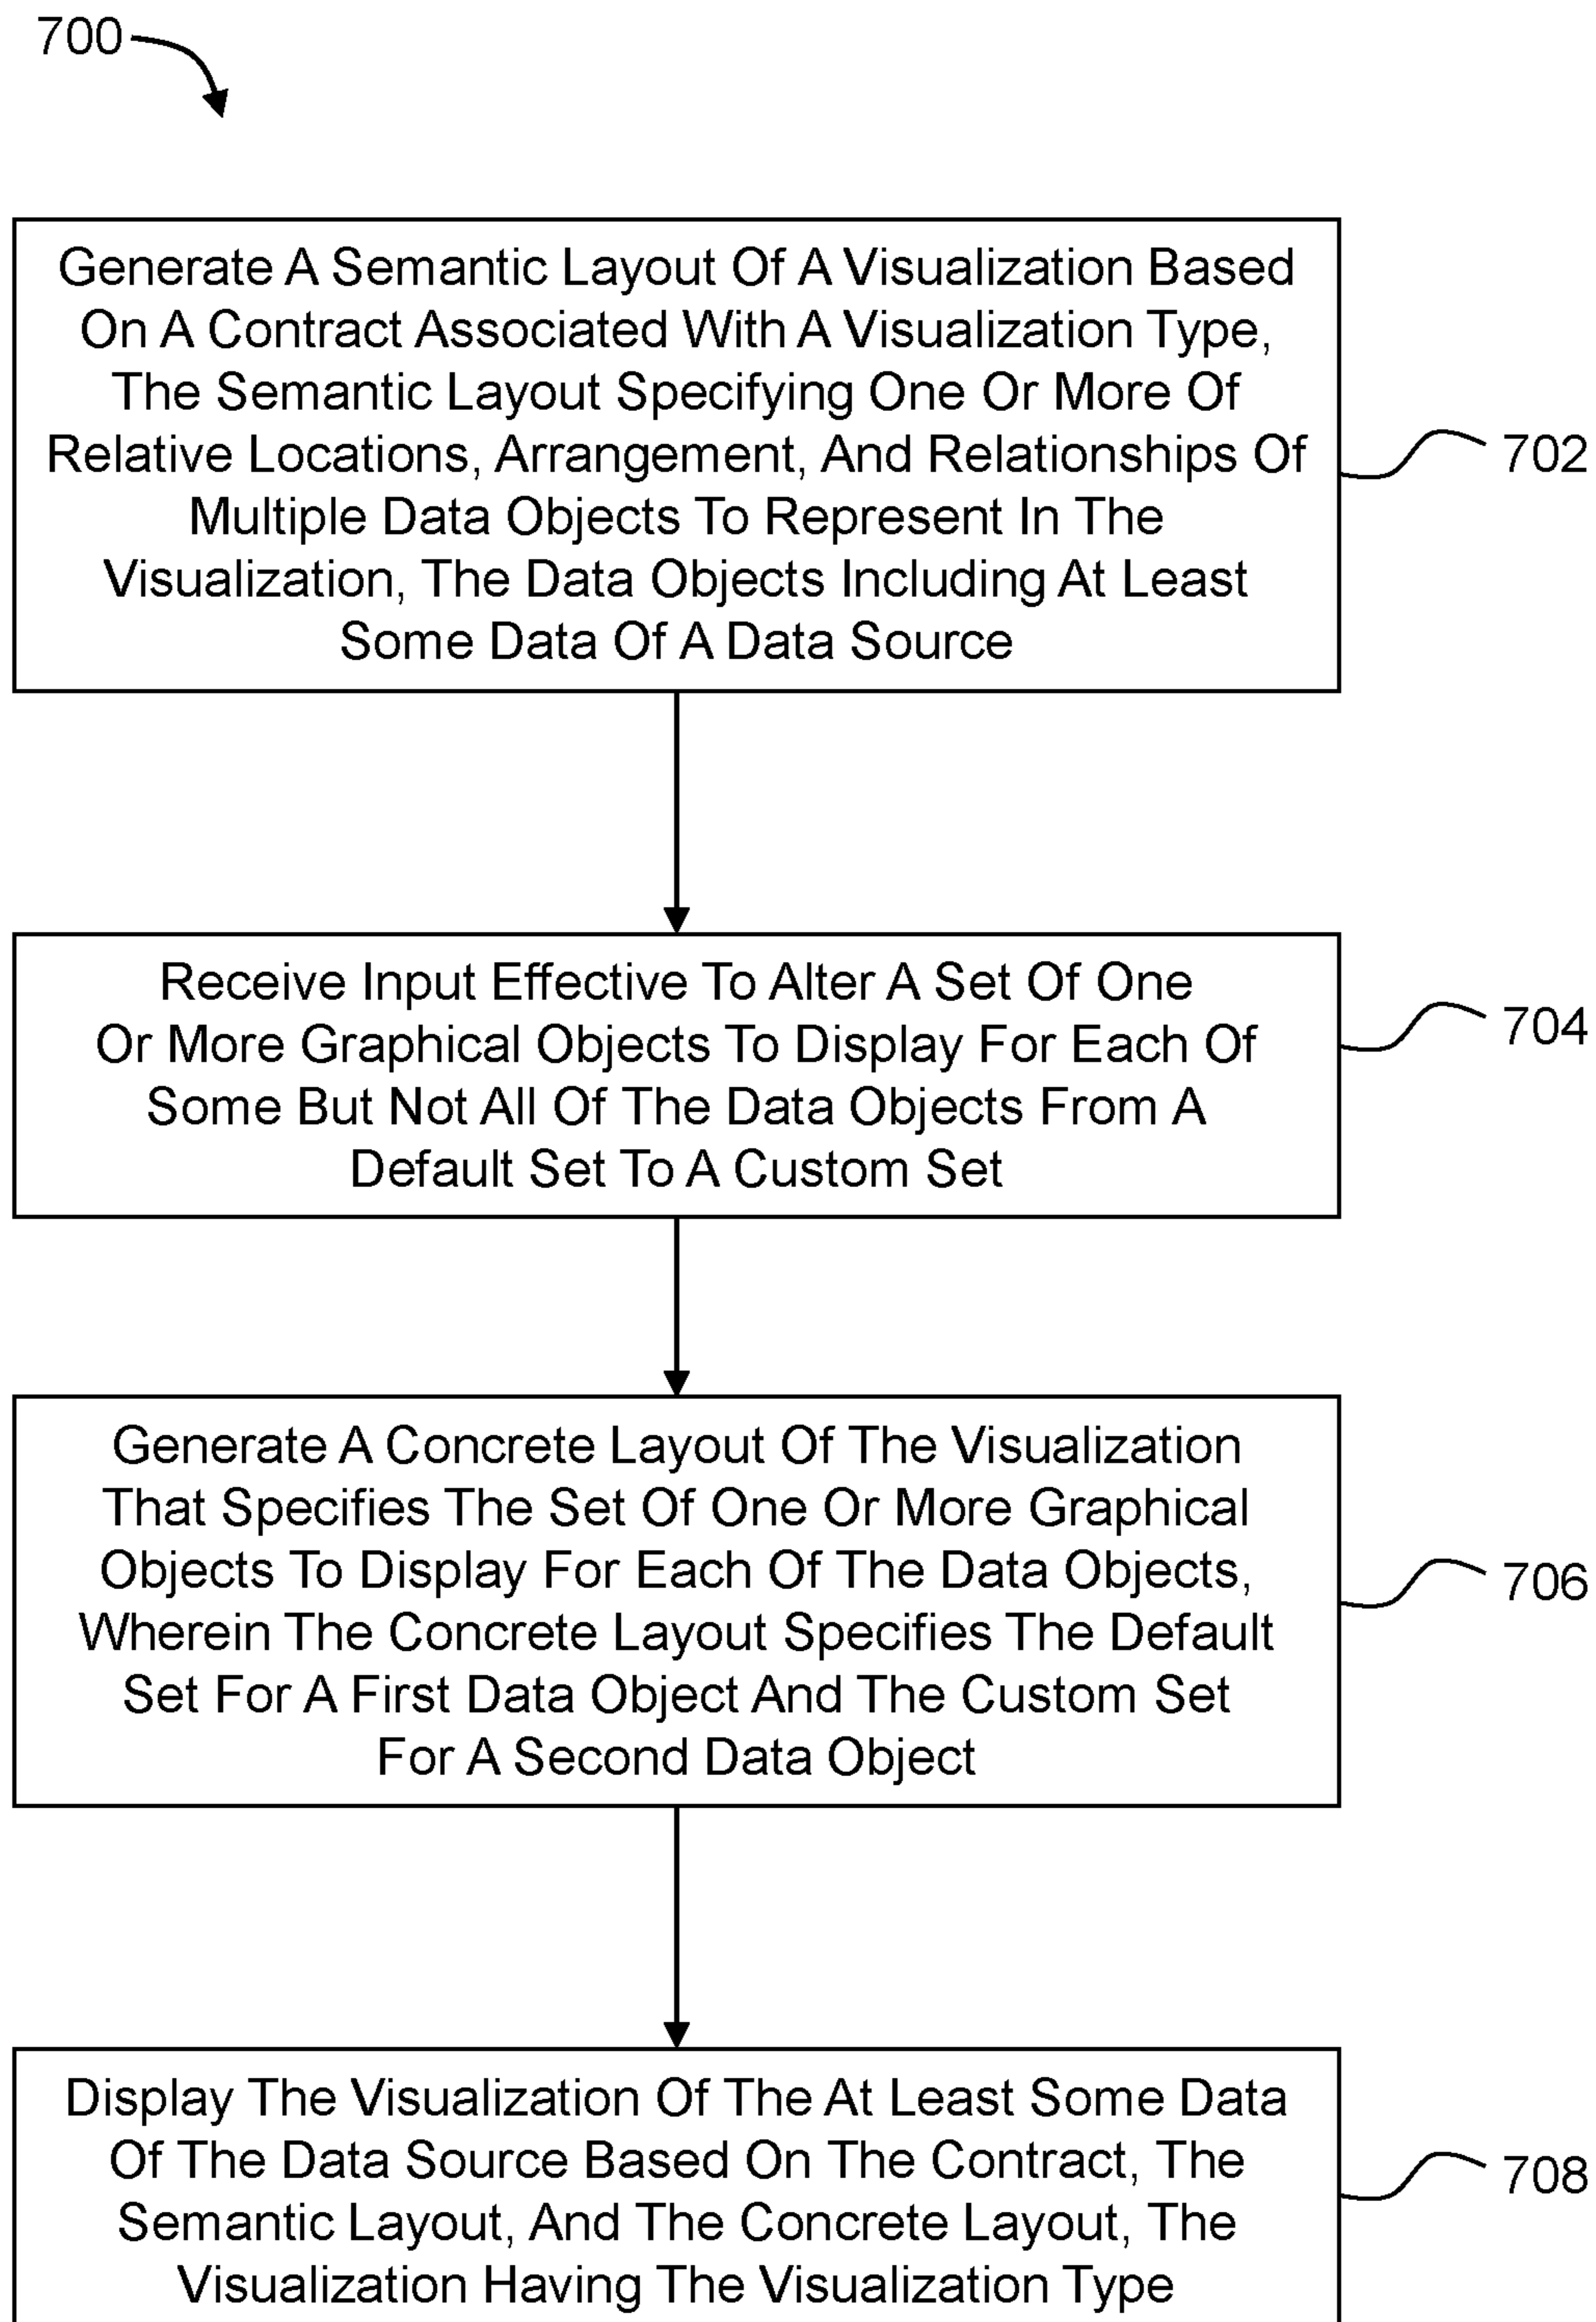 700
Generate A Semantic Layout Of A Visualization Based
On A Contract Associated With A Visualization Type,
The Semantic Layout Specifying One Or More Of
Relative Locations, Arrangement, And Relationships Of
Multiple Data Objects To Represent In The
Visualization, The Data Objects Including At Least
Some Data Of A Data Source
702
Receive Input Effective To Alter A Set Of One
Or More Graphical Objects To Display For Each Of
Some But Not All Of The Data Objects From A
Default Set To A Custom Set
704
Generate A Concrete Layout Of The Visualization
That Specifies The Set Of One Or More Graphical
Objects To Display For Each Of The Data Objects,
Wherein The Concrete Layout Specifies The Default
Set For A First Data Object And The Custom Set
For A Second Data Object
706
Display The Visualization Of The At Least Some Data
Of The Data Source Based On The Contract, The
Semantic Layout, And The Concrete Layout, The
Visualization Having The Visualization Type
708